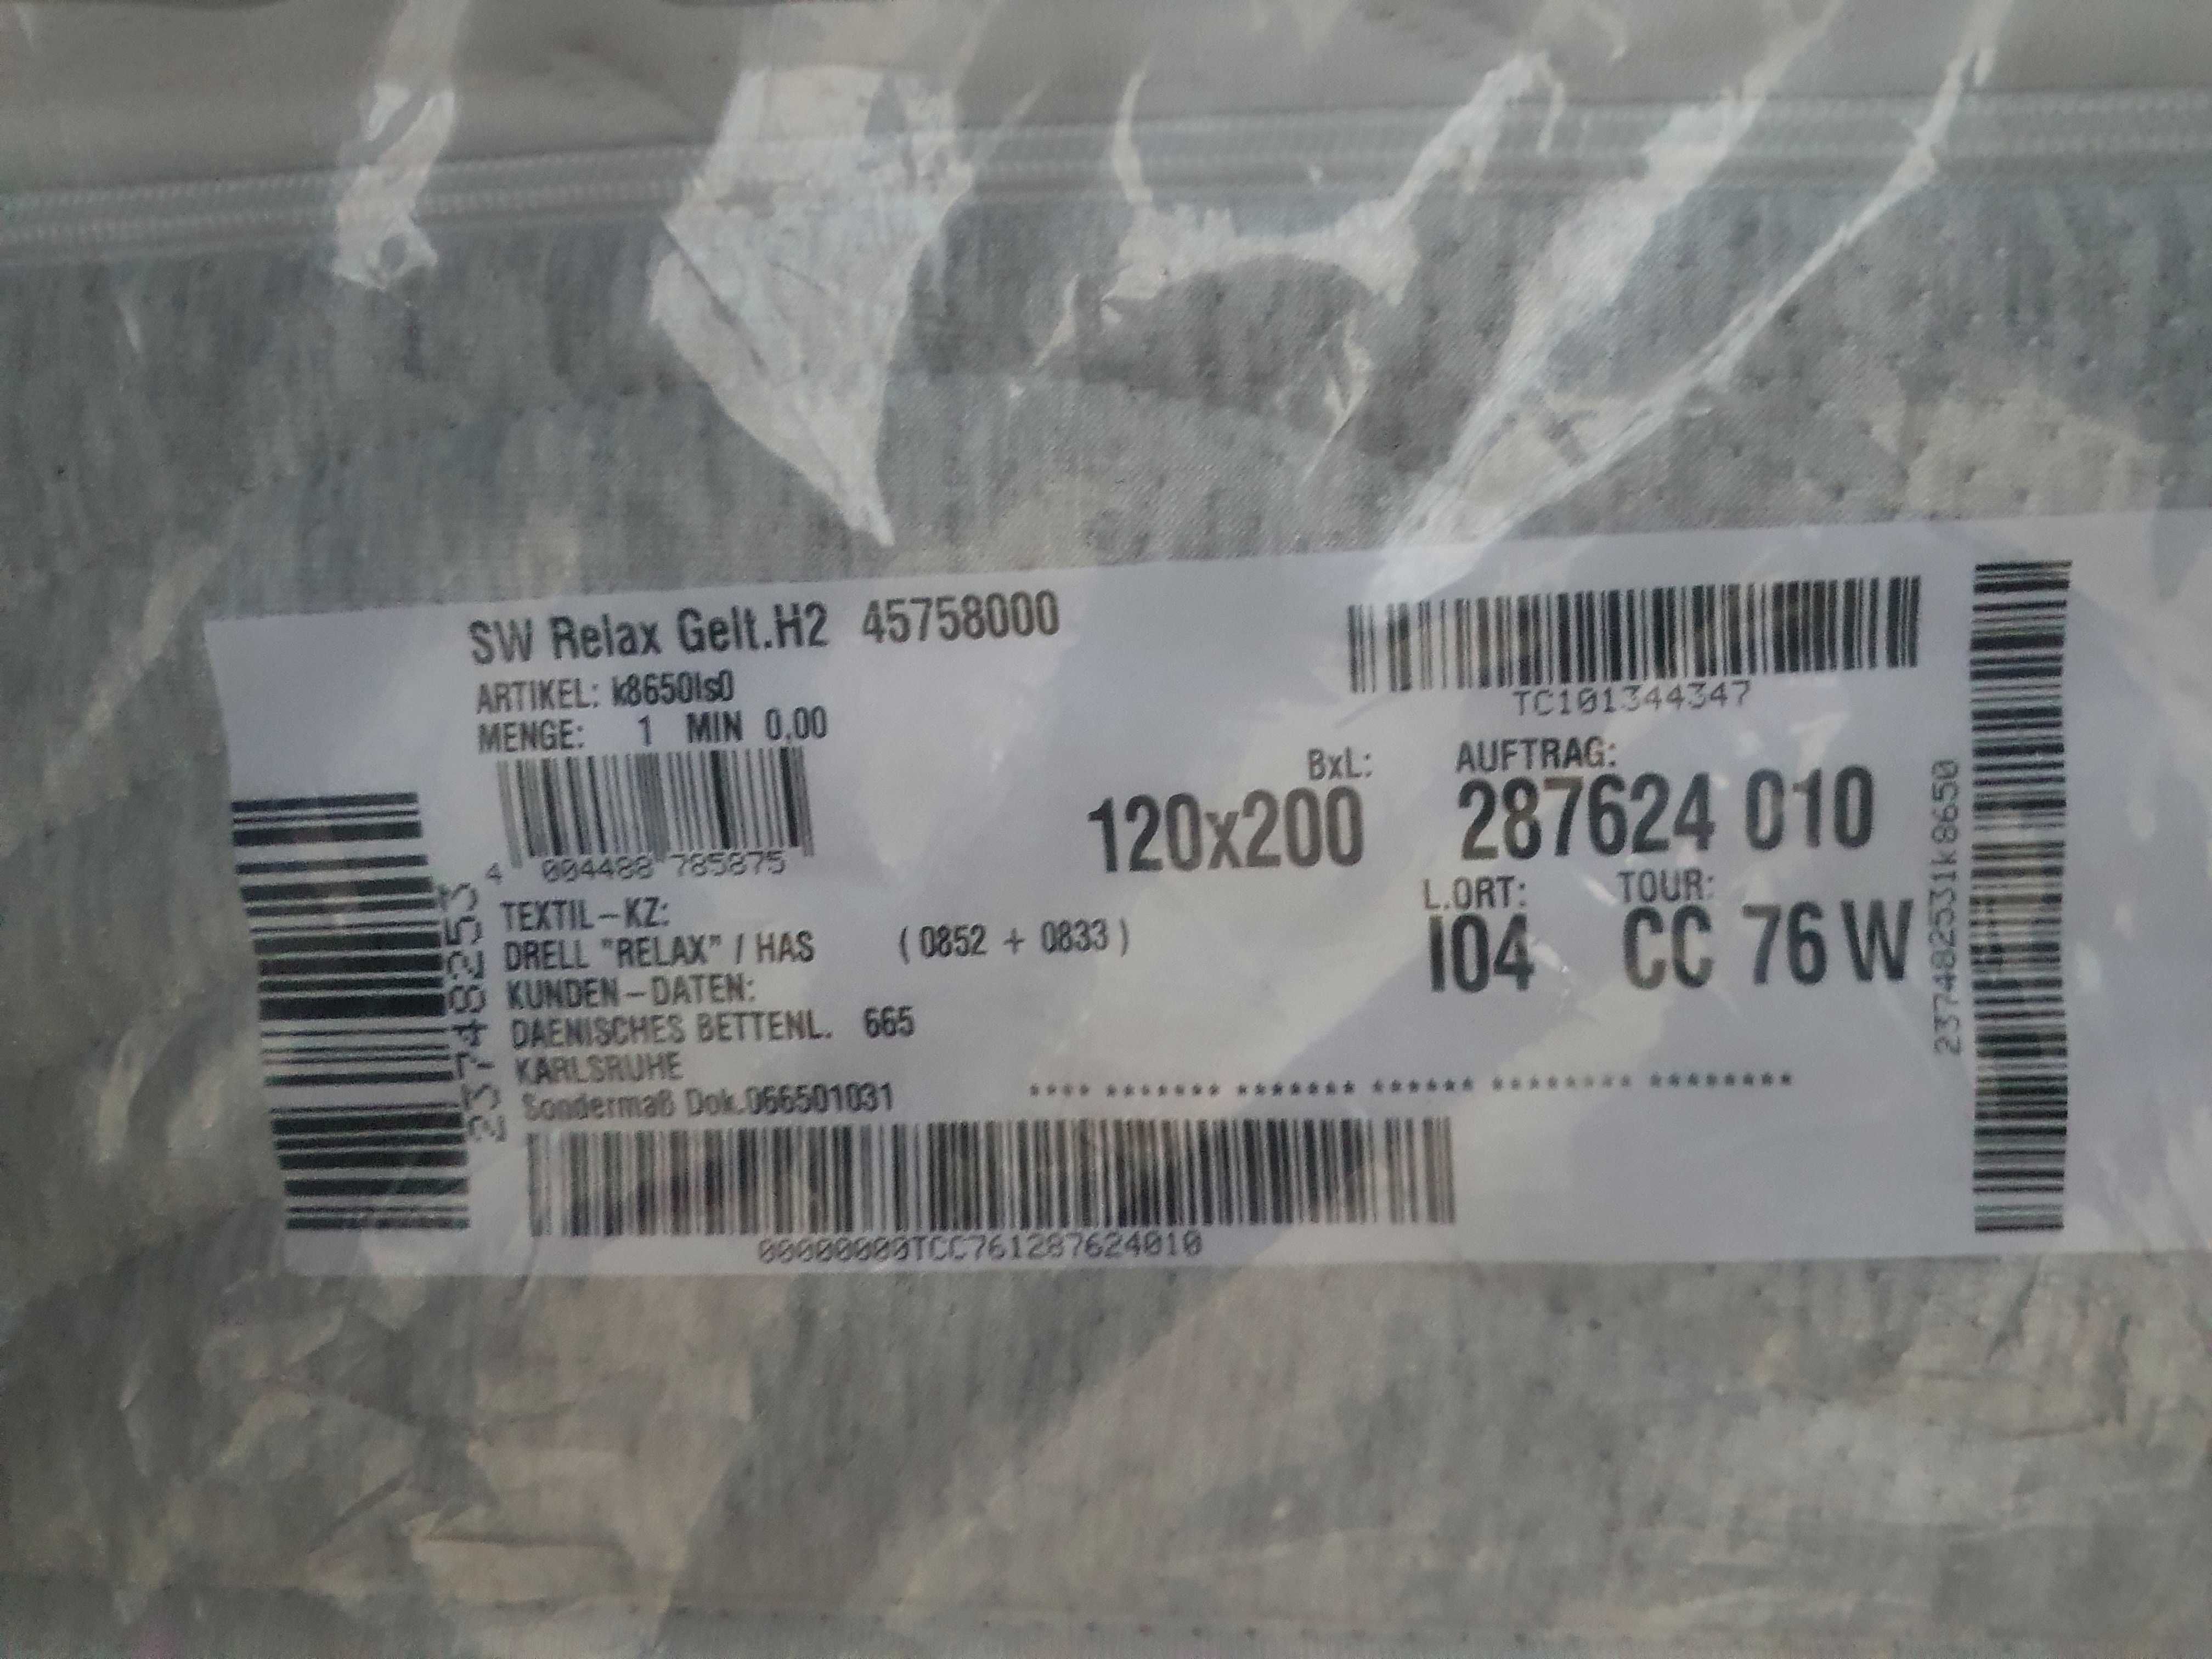 SW Relax Gelt.H2 45758000
ARTIKEL: k8650ls0
MENGE: 1 MIN 0.00
4 004488 785875
TC101344347
BxL:
120x200
AUFTRAG:
287624 010
L.ORT: TOUR:
I04 CC 76 W
TEXTIL-KZ:
DRELL "RELAX" / HAS ( 0852 + 0833 )
KUNDEN-DATEN:
DAENISCHES BETTENL. 665
KARLSRUHE
Sondermaß Dok.066501031
**** ******* ******** ****** ******** ********
00000000TCC761287624010
237482531k8650
237482531